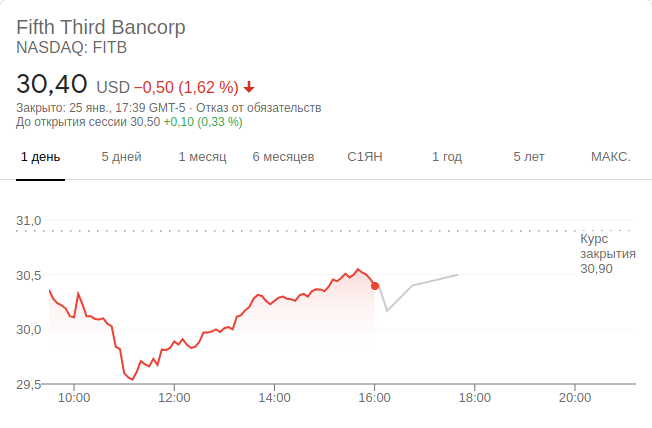 Fifth Third Bancorp
NASDAQ: FITB
30,40 USD −0,50 (1,62 %)
Закрыто: 25 янв., 17:39 GMT-5 · Отказ от обязательств
До открытия сессии 30,50 +0,10 (0,33 %)
1 день 5 дней 1 месяц 6 месяцев С1ЯН 1 год 5 лет МАКС.
31,0
Курс
закрытия
30,90
30,5
30,0
29,5
10:00 12:00 14:00 16:00 18:00 20:00